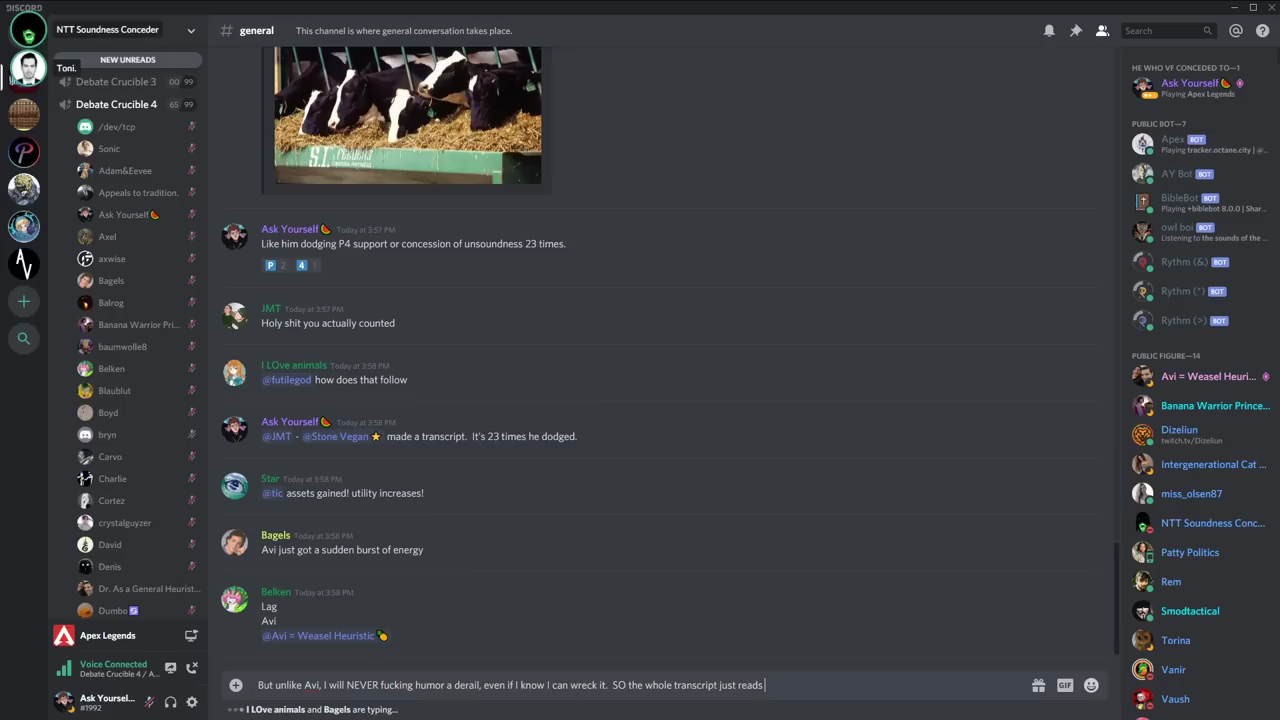 DISCORD
NTT Soundness Conceder
general
This channel is where general conversation takes place.
Search
NEW UNREADS
Toni.
Debate Crucible 3 00 99
Debate Crucible 4 65 99
/dev/tcp
Sonic
Adam&Eevee
Appeals to tradition.
Ask Yourself
Axel
axwise
Bagels
Balrog
Banana Warrior Pri...
baumwolle8
Belken
Blaublut
Boyd
bryn
Carvo
Charlie
Cortez
crystalguyzer
David
Denis
Dr. As a General Heurist...
Dumbo
Apex Legends
Voice Connected
Debate Crucible 4 / A...
Ask Yoursel...
#1992
S.I. FEEDERS
Ask Yourself Today at 3:57 PM
Like him dodging P4 support or concession of unsoundness 23 times.
P 2 4 1
JMT Today at 3:57 PM
Holy shit you actually counted
I LOve animals Today at 3:58 PM
@futilegod how does that follow
Ask Yourself Today at 3:58 PM
@JMT - @Stone Vegan made a transcript. It's 23 times he dodged.
Star Today at 3:58 PM
@tic assets gained! utility increases!
Bagels Today at 3:58 PM
Avi just got a sudden burst of energy
Belken Today at 3:58 PM
Lag
Avi
@Avi = Weasel Heuristic
But unlike Avi, I will NEVER fucking humor a derail, even if I know I can wreck it. SO the whole transcript just reads
GIF
I LOve animals and Bagels are typing...
HE WHO VF CONCEDED TO—1
Ask Yourself
Playing Apex Legends
PUBLIC BOT—7
Apex BOT
Playing tracker.octane.city | @...
AY Bot BOT
BibleBot BOT
Playing +biblebot 8.0.0 | Shar...
owl boi BOT
Listening to the sounds of the ...
Rythm (&) BOT
Rythm (*) BOT
Rythm (>) BOT
PUBLIC FIGURE—14
Avi = Weasel Heuri...
Banana Warrior Prince...
Dizeliun
twitch.tv/Dizeliun
Intergenerational Cat ...
miss_olsen87
NTT Soundness Conc...
Patty Politics
Rem
Smodtactical
Torina
Vanir
Vaush